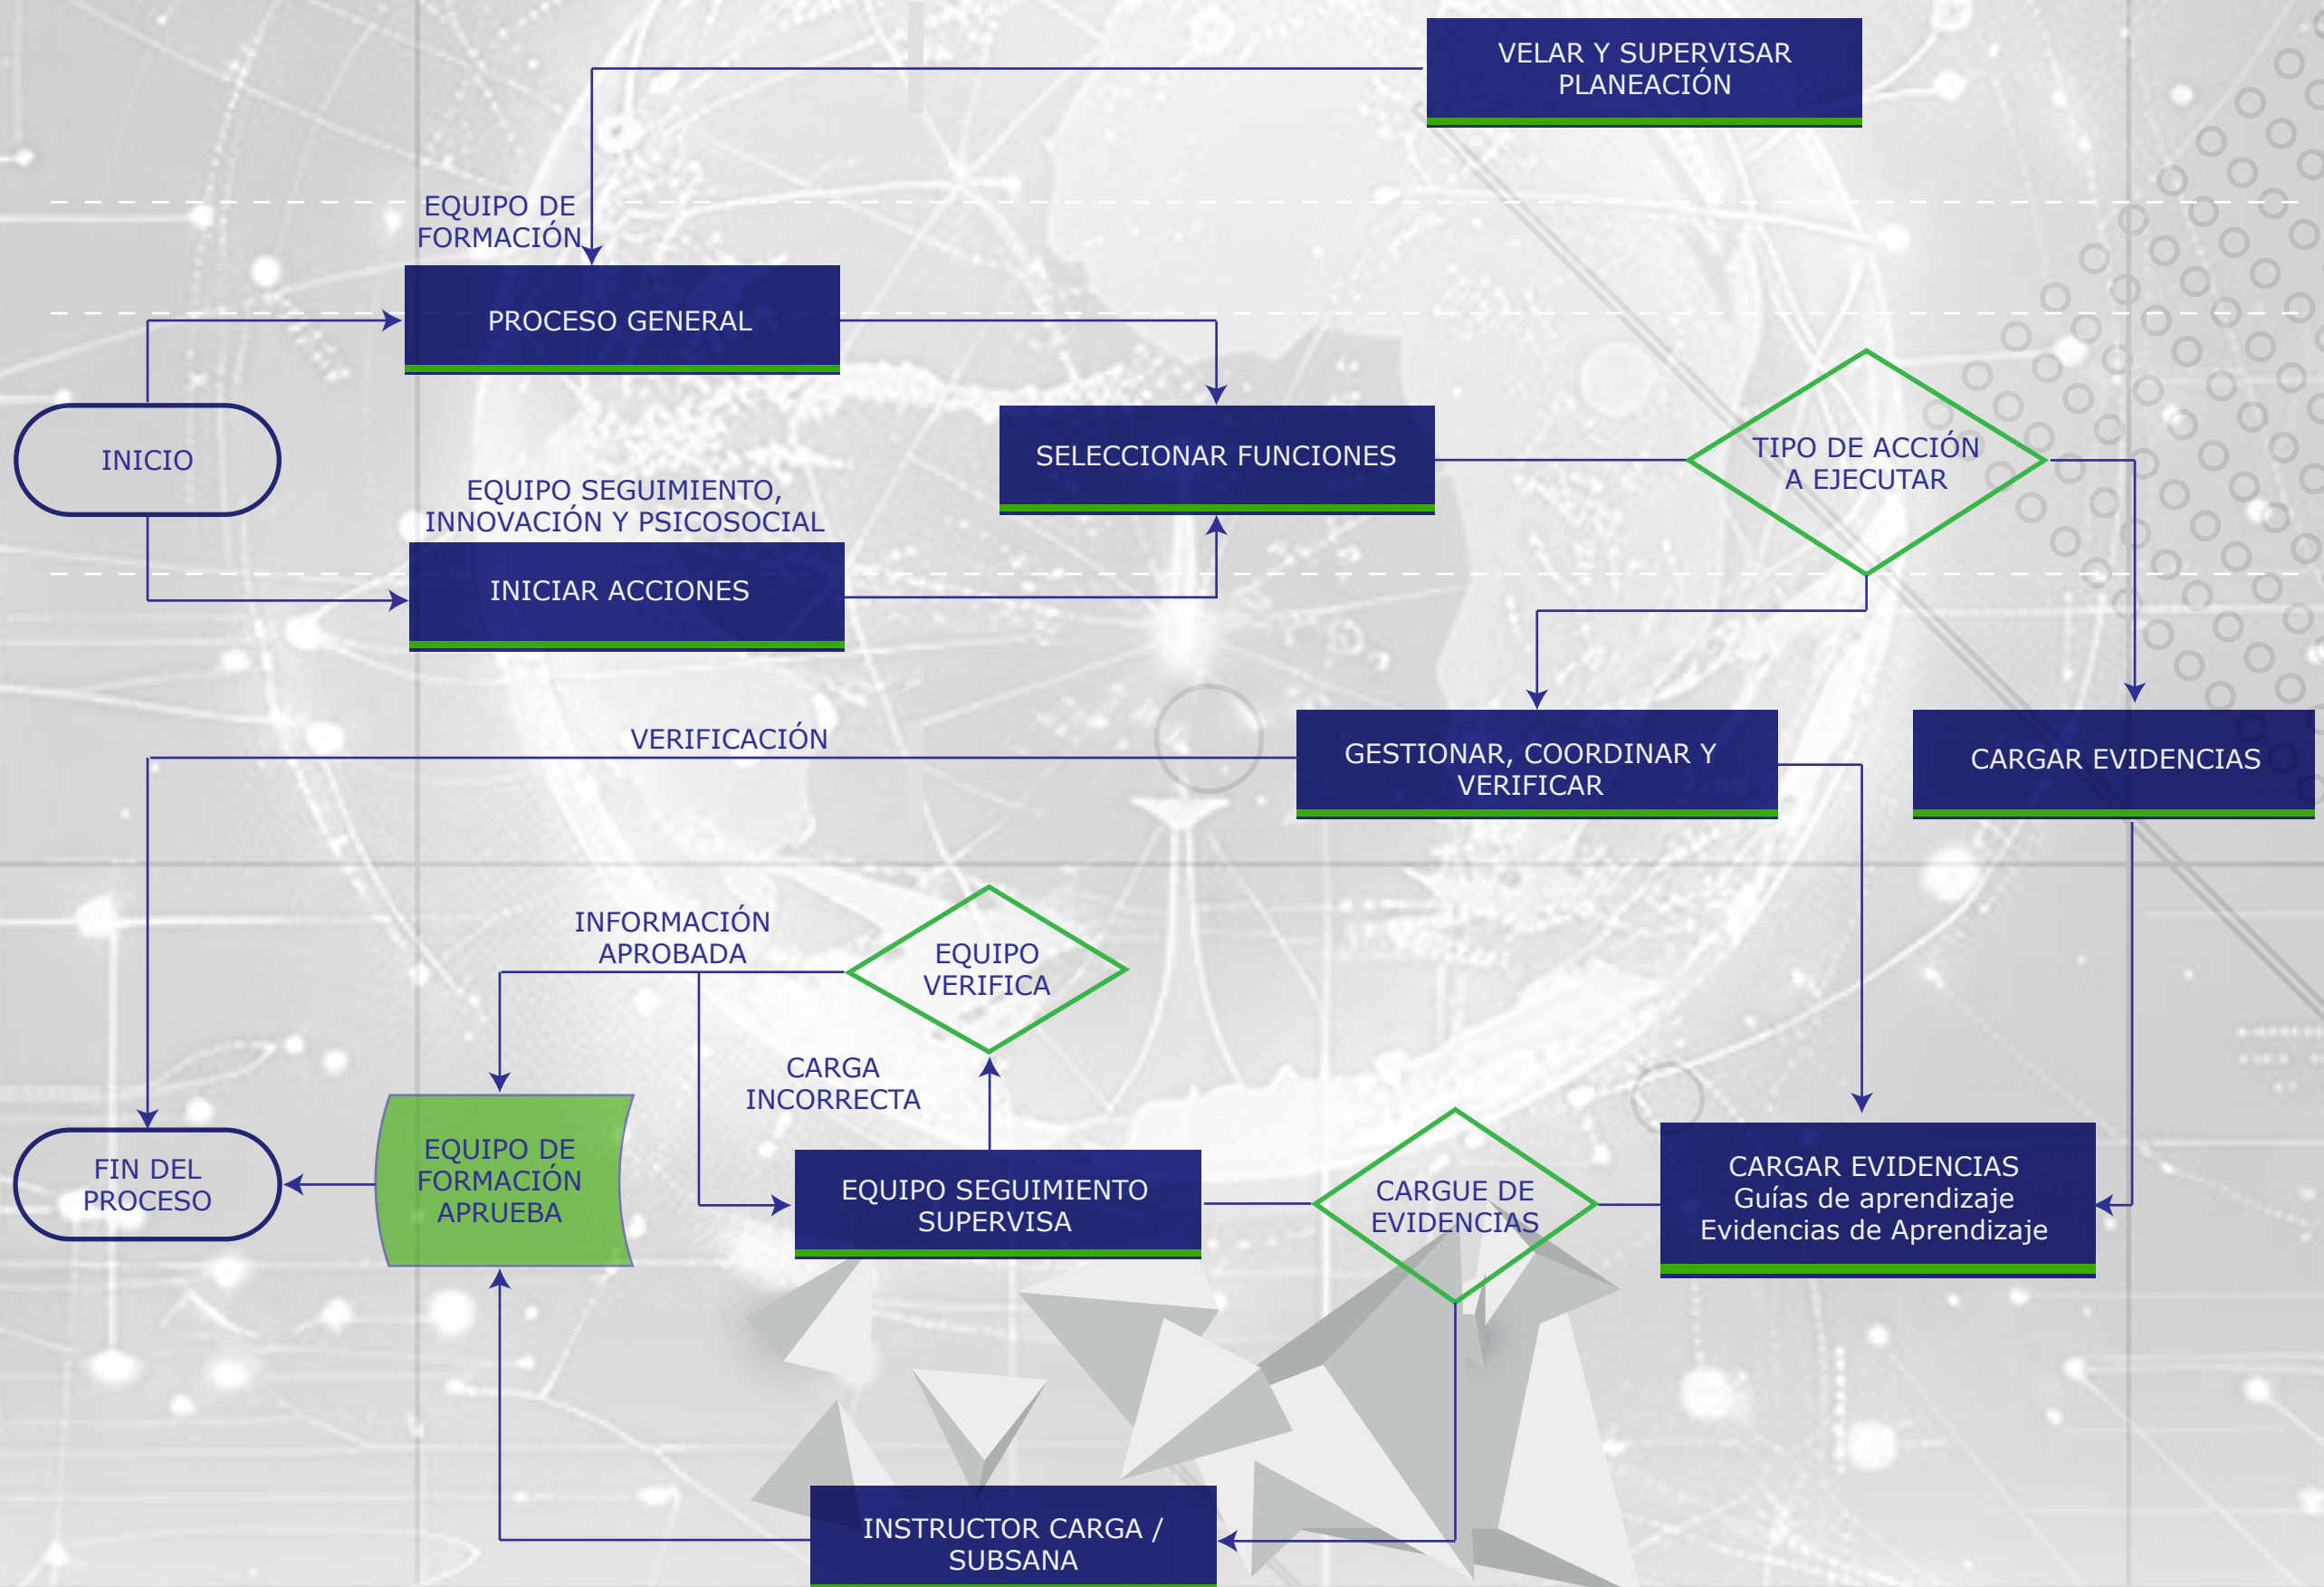 VELAR Y SUPERVISAR
PLANEACIÓN
EQUIPO DE
FORMACIÓN
PROCESO GENERAL
INICIO
SELECCIONAR FUNCIONES
TIPO DE ACCIÓN
A EJECUTAR
EQUIPO SEGUIMIENTO,
INNOVACIÓN Y PSICOSOCIAL
INICIAR ACCIONES
VERIFICACIÓN
GESTIONAR, COORDINAR Y
VERIFICAR
CARGAR EVIDENCIAS
INFORMACIÓN
APROBADA
EQUIPO
VERIFICA
CARGA
INCORRECTA
FIN DEL
PROCESO
EQUIPO DE
FORMACIÓN
APRUEBA
EQUIPO SEGUIMIENTO
SUPERVISA
CARGUE DE
EVIDENCIAS
CARGAR EVIDENCIAS
Guías de aprendizaje
Evidencias de Aprendizaje
INSTRUCTOR CARGA /
SUBSANA